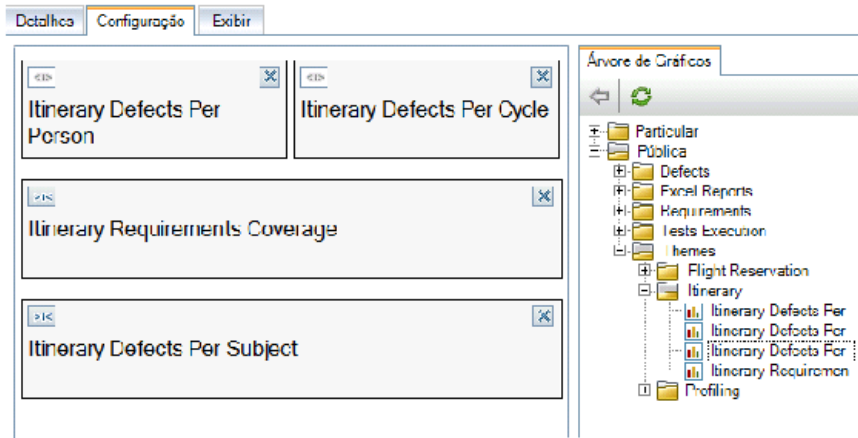 Detalhes Configuração Exibir
Itinerary Defects Per
Person
Itinerary Defects Per Cycle
Itinerary Requirements Coverage
Itinerary Defects Per Subject
Árvore de Gráficos
Particular
Pública
Defects
Excel Reports
Requirements
Tests Execution
Themes
Flight Reservation
Itinerary
Itinerary Defects Per
Itinerary Defects Per
Itinerary Defects Per
Itinerary Requiremen
Profiling